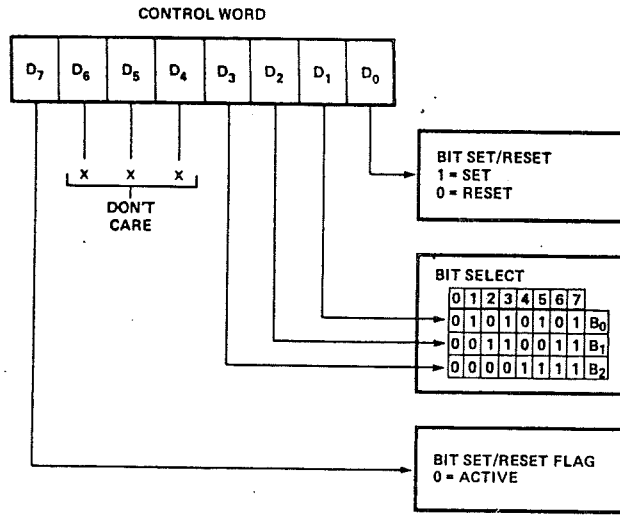 CONTROL WORD
D7 D6 D5 D4 D3 D2 D1 D0
X X X
DON'T
CARE
BIT SET/RESET
1 = SET
0 = RESET
BIT SELECT
0 1 2 3 4 5 6 7
0 1 0 1 0 1 0 1 B0
0 0 1 1 0 0 1 1 B1
0 0 0 0 1 1 1 1 B2
BIT SET/RESET FLAG
0 = ACTIVE